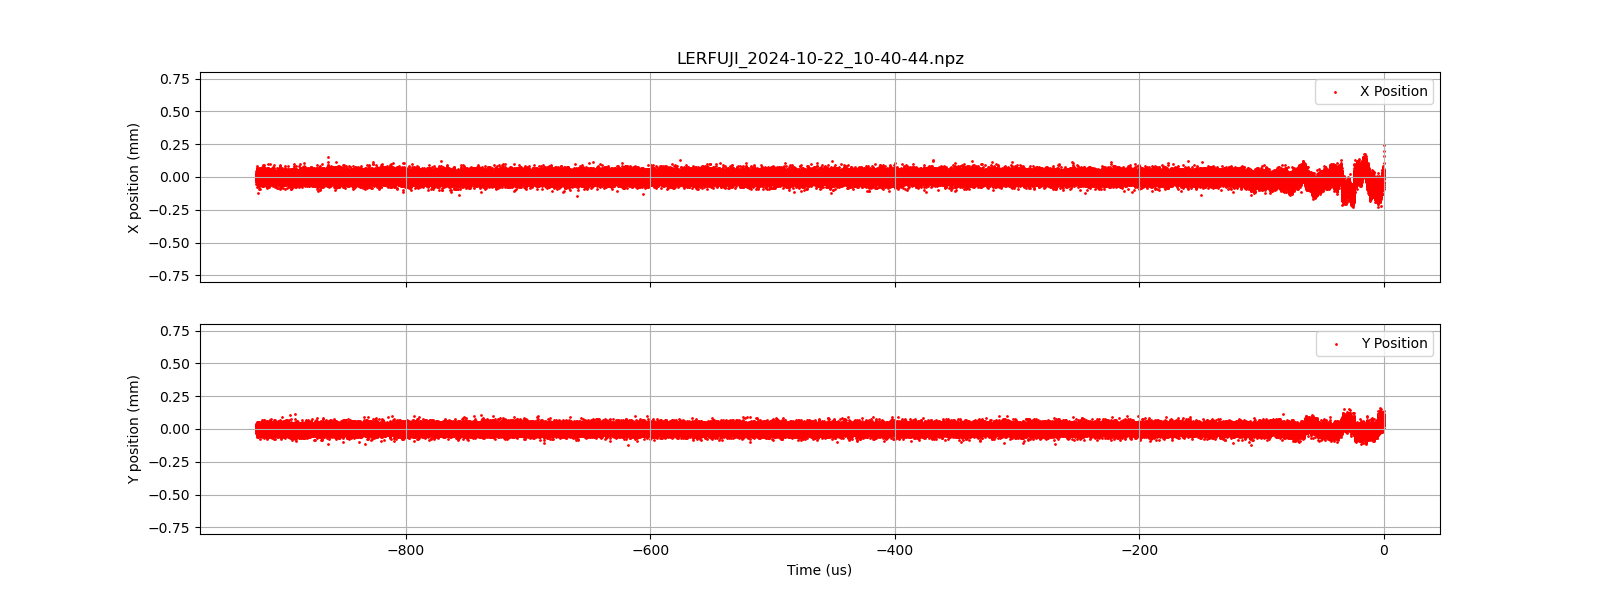 LERFUJI_2024-10-22_10-40-44.npz
X position (mm)
0.75
0.50
0.25
0.00
−0.25
−0.50
−0.75
X Position
Y position (mm)
0.75
0.50
0.25
0.00
−0.25
−0.50
−0.75
Y Position
−800 −600 −400 −200 0
Time (us)